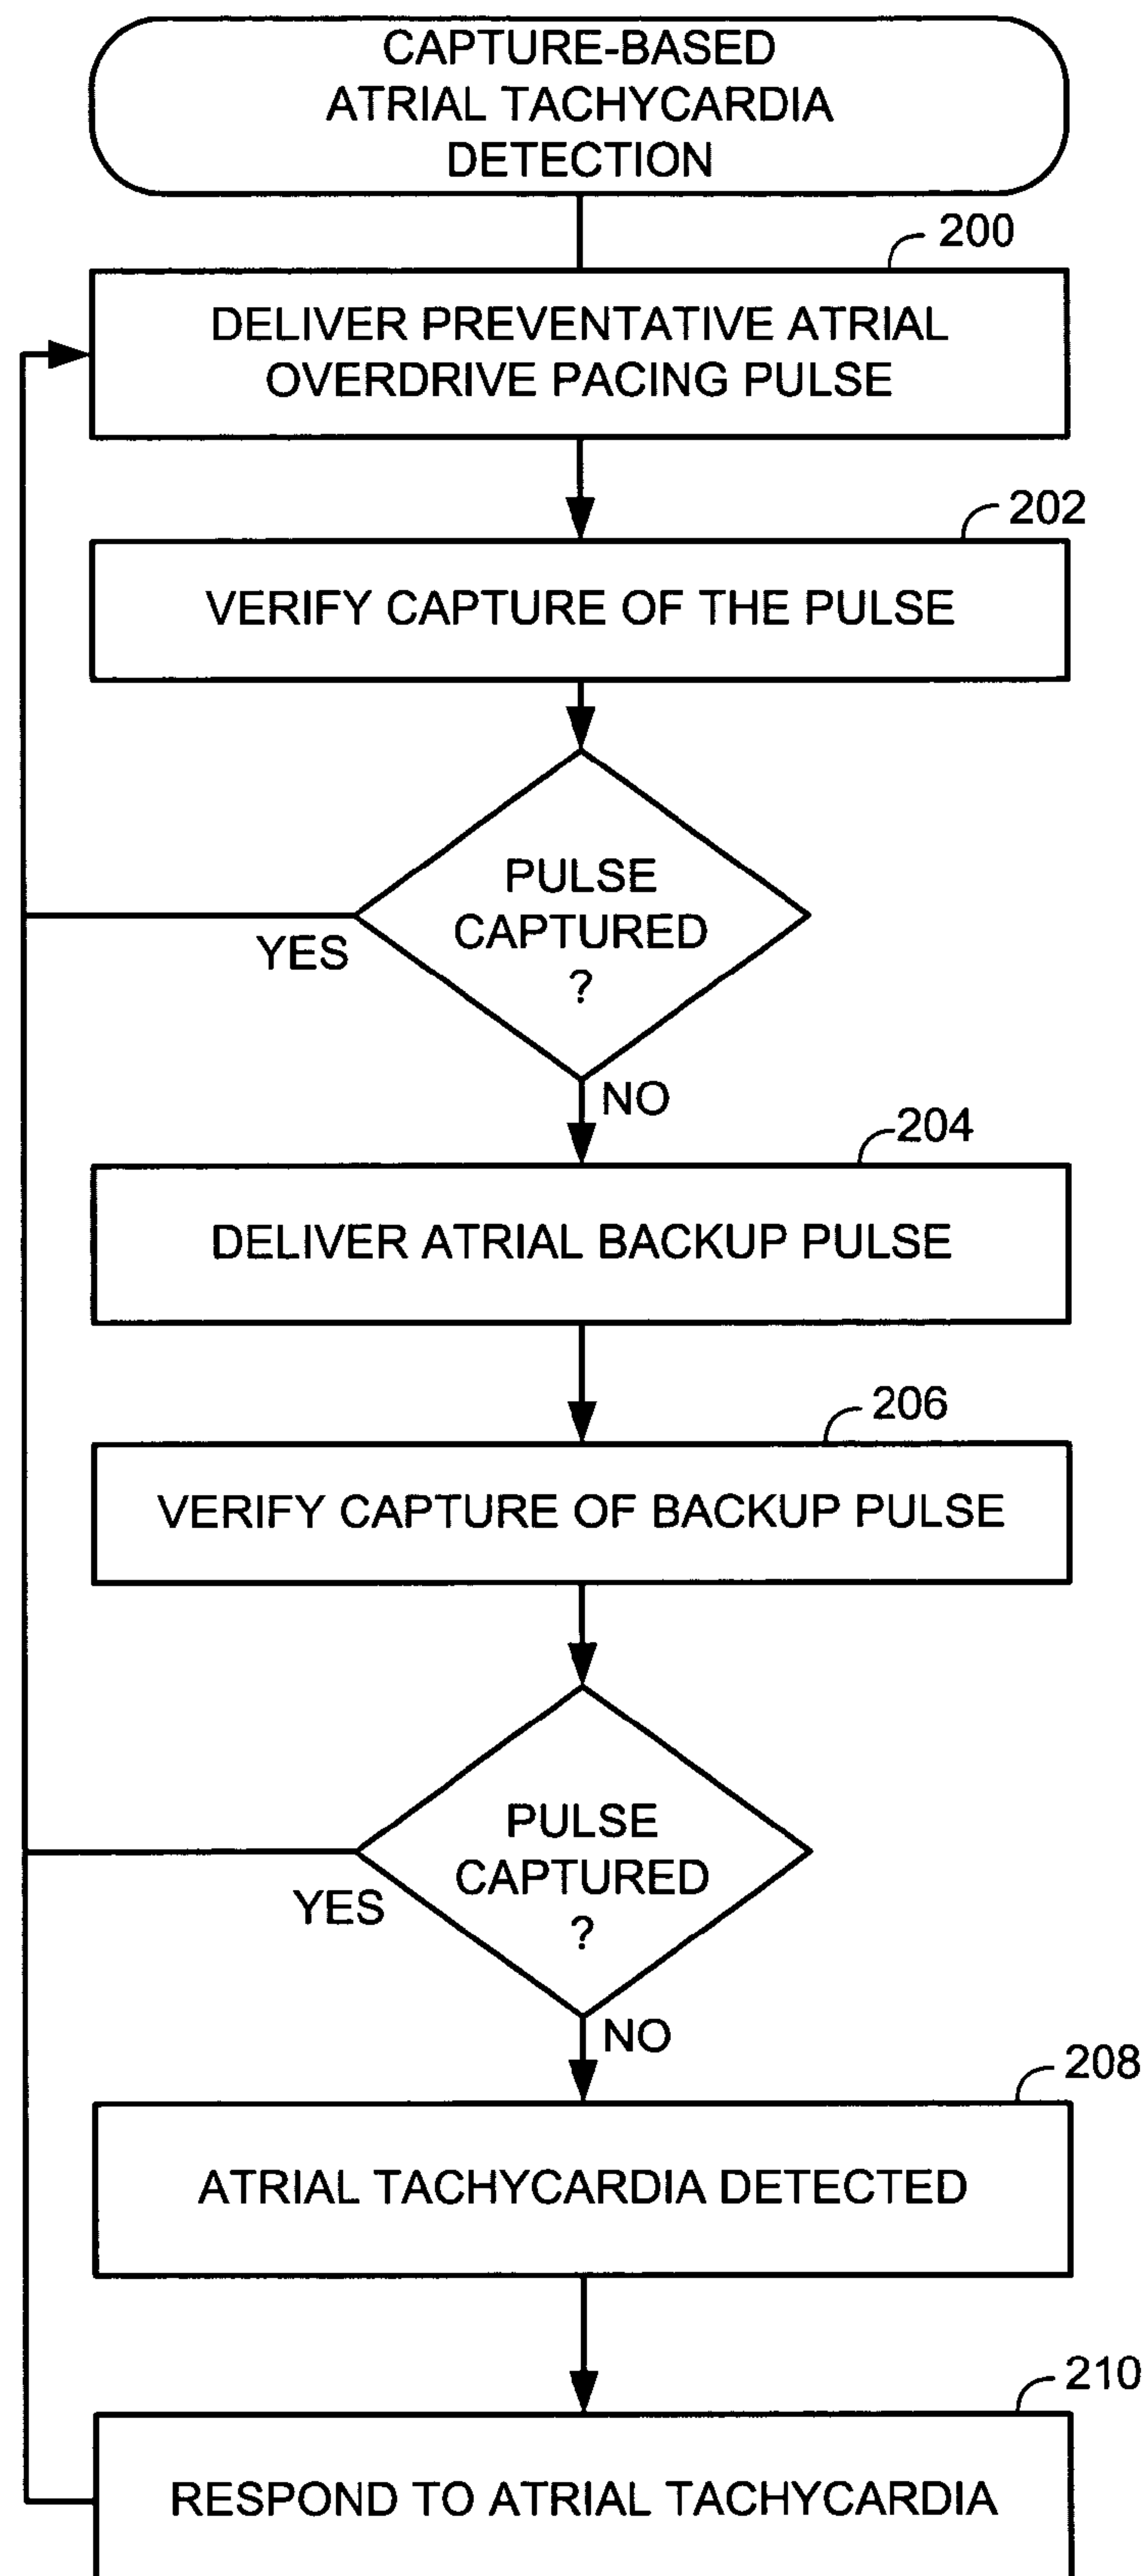 CAPTURE-BASED
ATRIAL TACHYCARDIA
DETECTION
200
DELIVER PREVENTATIVE ATRIAL
OVERDRIVE PACING PULSE
202
VERIFY CAPTURE OF THE PULSE
PULSE
CAPTURED
?
YES
NO
204
DELIVER ATRIAL BACKUP PULSE
206
VERIFY CAPTURE OF BACKUP PULSE
PULSE
CAPTURED
?
YES
NO
208
ATRIAL TACHYCARDIA DETECTED
210
RESPOND TO ATRIAL TACHYCARDIA